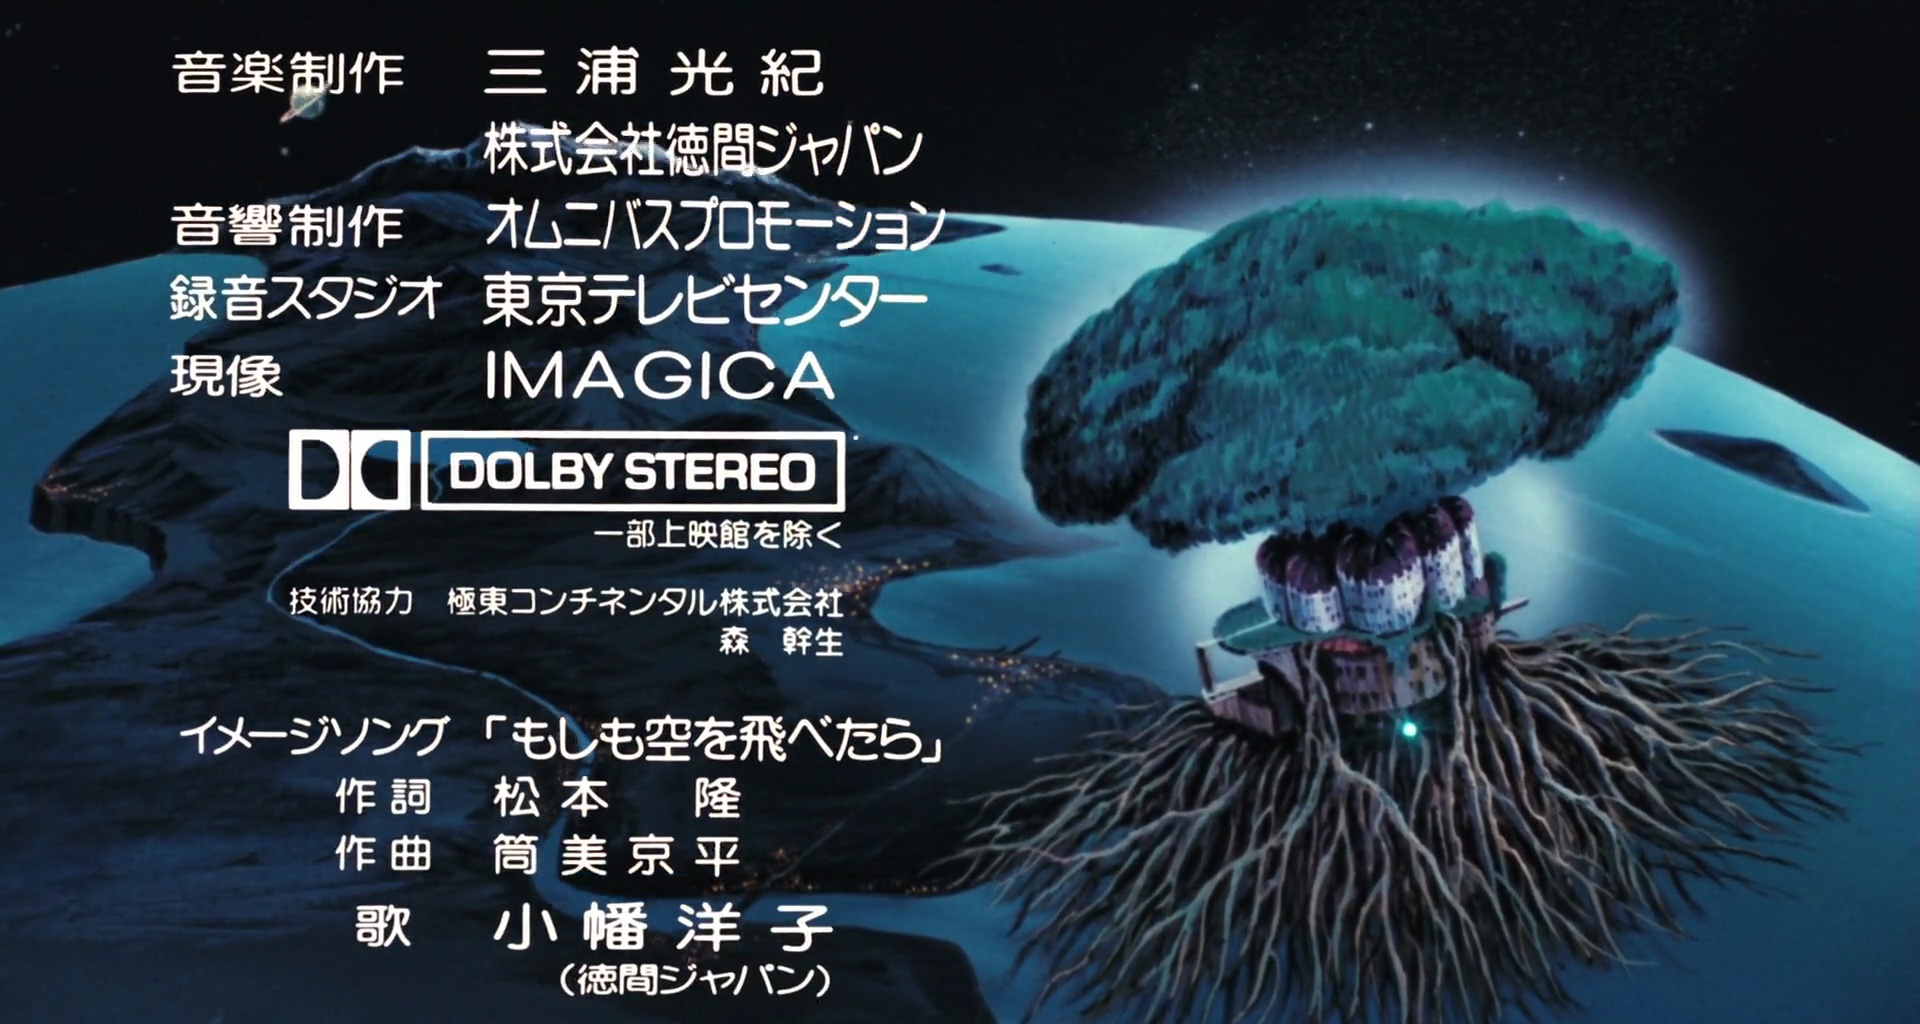 音楽制作 三浦光紀
株式会社徳間ジャパン
音響制作 オムニバスプロモーション
録音スタジオ 東京テレビセンター
現像 IMAGICA
DOLBY STEREO
一部上映館を除く
技術協力 極東コンチネンタル株式会社
森 幹生
イメージソング 「もしも空を飛べたら」
作詞 松本 隆
作曲 筒美京平
歌 小幡洋子
(徳間ジャパン)